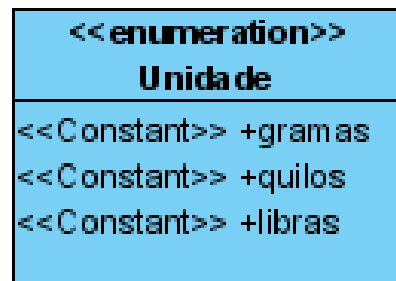 <<enumeration>>
Unidade
<<Constant>> +gramas
<<Constant>> +quilos
<<Constant>> +libras